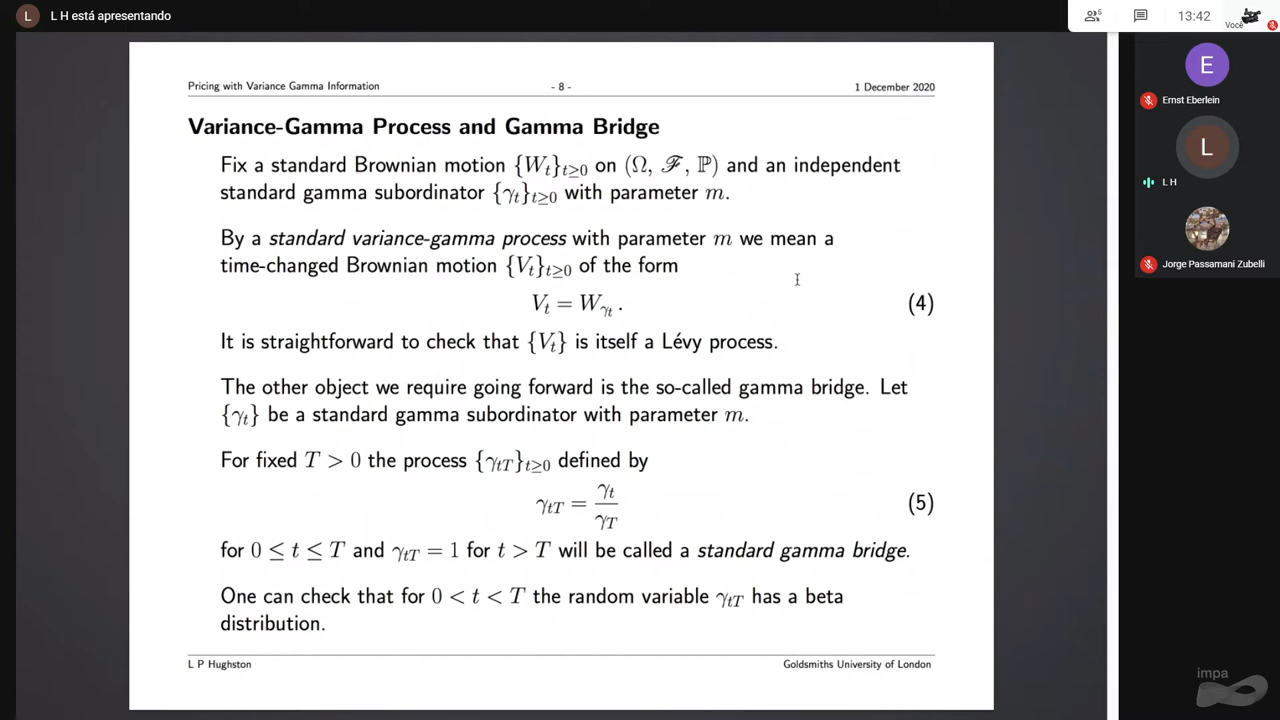 L H está apresentando
5
13:42
Você
Pricing with Variance Gamma Information
- 8 -
1 December 2020
Variance-Gamma Process and Gamma Bridge
Fix a standard Brownian motion {W_t}_{t≥0} on (Ω, ℱ, ℙ) and an independent
standard gamma subordinator {γ_t}_{t≥0} with parameter m.
By a standard variance-gamma process with parameter m we mean a
time-changed Brownian motion {V_t}_{t≥0} of the form
V_t = W_{γ_t} . (4)
It is straightforward to check that {V_t} is itself a Lévy process.
The other object we require going forward is the so-called gamma bridge. Let
{γ_t} be a standard gamma subordinator with parameter m.
For fixed T > 0 the process {γ_{tT}}_{t≥0} defined by
γ_{tT} = γ_t / γ_T (5)
for 0 ≤ t ≤ T and γ_{tT} = 1 for t > T will be called a standard gamma bridge.
One can check that for 0 < t < T the random variable γ_{tT} has a beta
distribution.
L P Hughston
Goldsmiths University of London
E
Ernst Eberlein
L
L H
Jorge Passamani Zubelli
impa
L